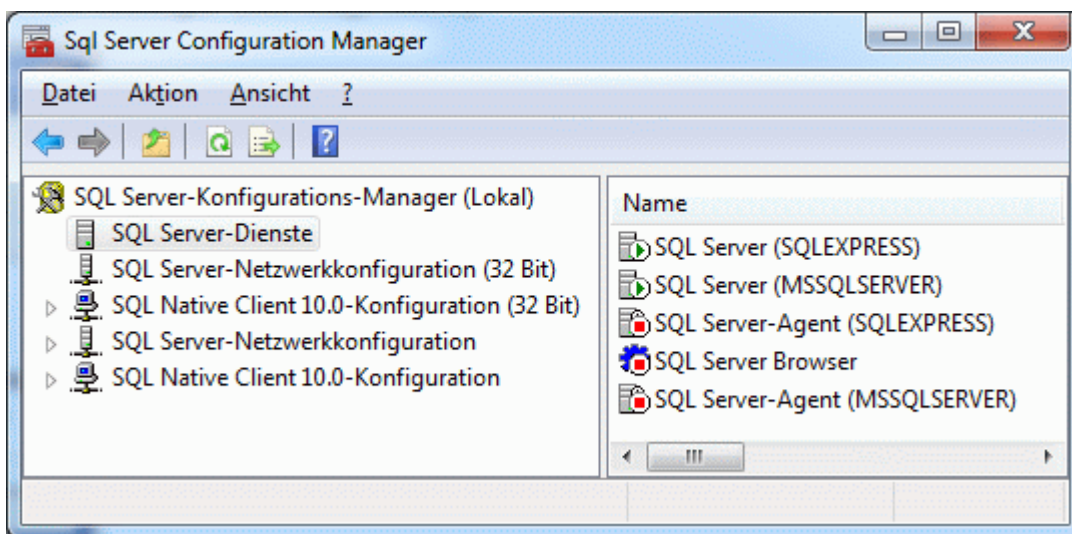 Sql Server Configuration Manager
Datei Aktion Ansicht ?
SQL Server-Konfigurations-Manager (Lokal)
SQL Server-Dienste
SQL Server-Netzwerkkonfiguration (32 Bit)
SQL Native Client 10.0-Konfiguration (32 Bit)
SQL Server-Netzwerkkonfiguration
SQL Native Client 10.0-Konfiguration
Name
SQL Server (SQLEXPRESS)
SQL Server (MSSQLSERVER)
SQL Server-Agent (SQLEXPRESS)
SQL Server Browser
SQL Server-Agent (MSSQLSERVER)